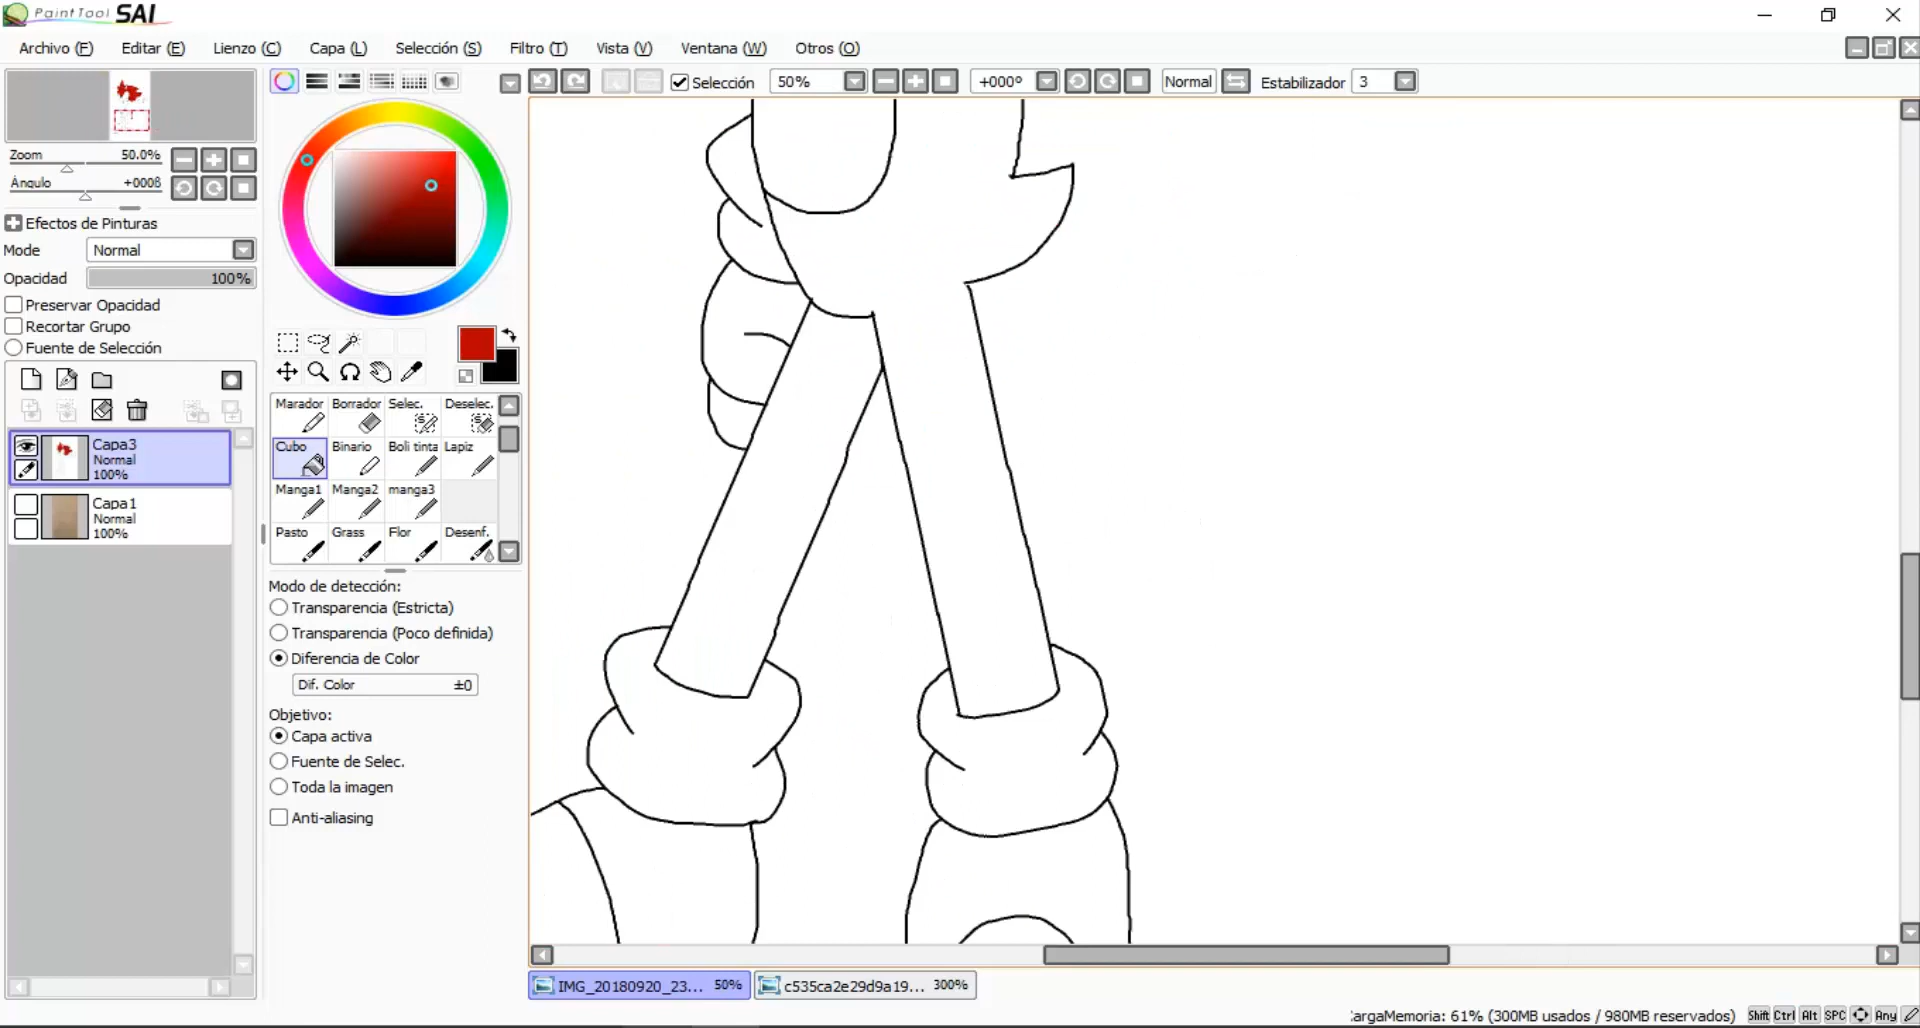 PaintTool SAI
Archivo (F) Editar (E) Lienzo (C) Capa (L) Selección (S) Filtro (T) Vista (V) Ventana (W) Otros (O)
Selección 50% +000º Normal Estabilizador 3
Zoom 50.0%
Ángulo +000ß
Efectos de Pinturas
Mode Normal
Opacidad 100%
Preservar Opacidad
Recortar Grupo
Fuente de Selección
Capa3
Normal
100%
Capa1
Normal
100%
Marador Borrador Selec. Deselec.
Cubo Binario Boli tinta Lapiz
Manga1 Manga2 manga3
Pasto Grass Flor Desenf.
Modo de detección:
Transparencia (Estricta)
Transparencia (Poco definida)
Diferencia de Color
Dif. Color ±0
Objetivo:
Capa activa
Fuente de Selec.
Toda la imagen
Anti-aliasing
IMG_20180920_23... 50% c535ca2e29d9a19... 300%
argaMemoria: 61% (300MB usados / 980MB reservados) Shift Ctrl Alt SPC Any